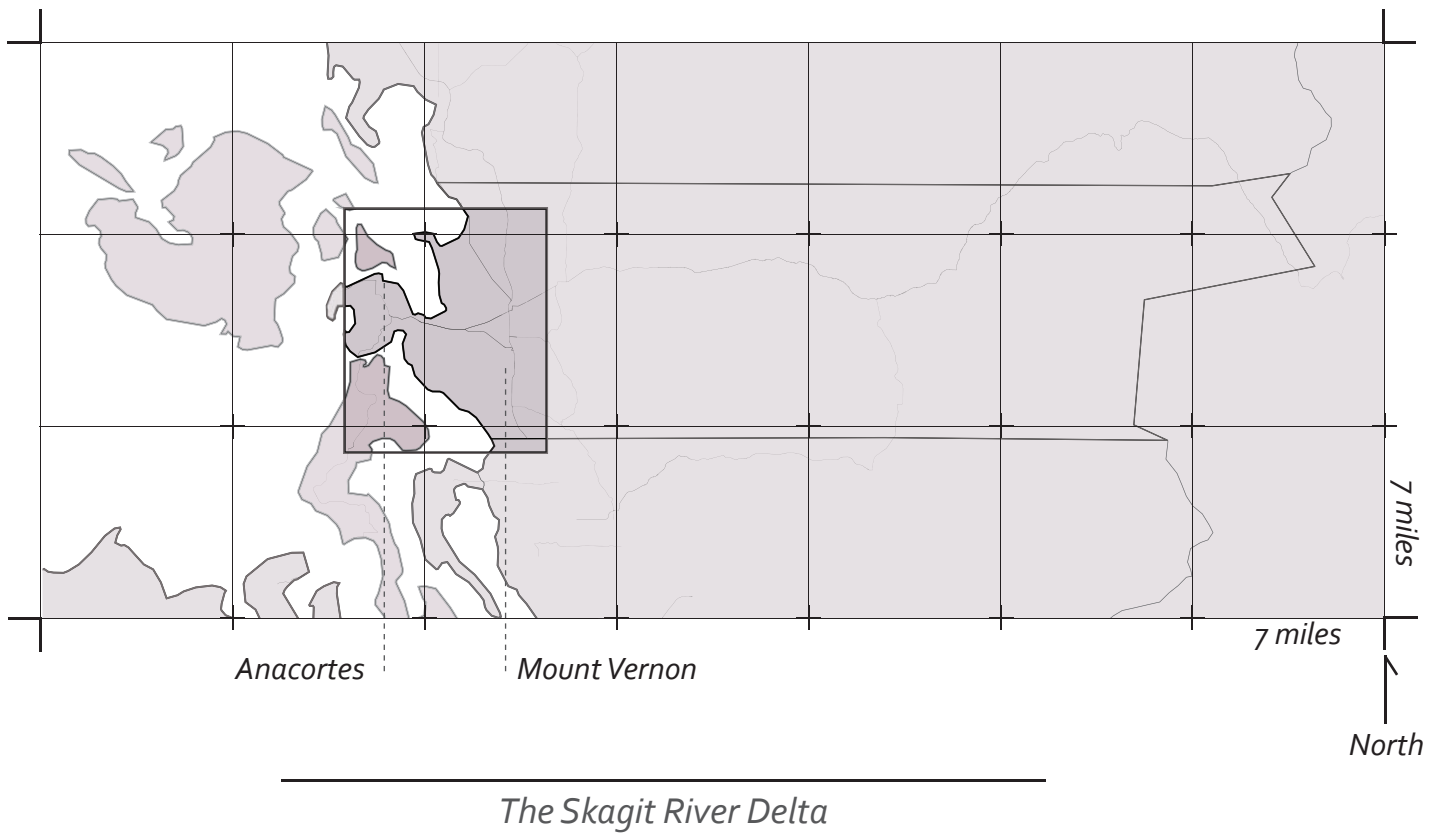 7 miles
7 miles
Anacortes
Mount Vernon
North
The Skagit River Delta